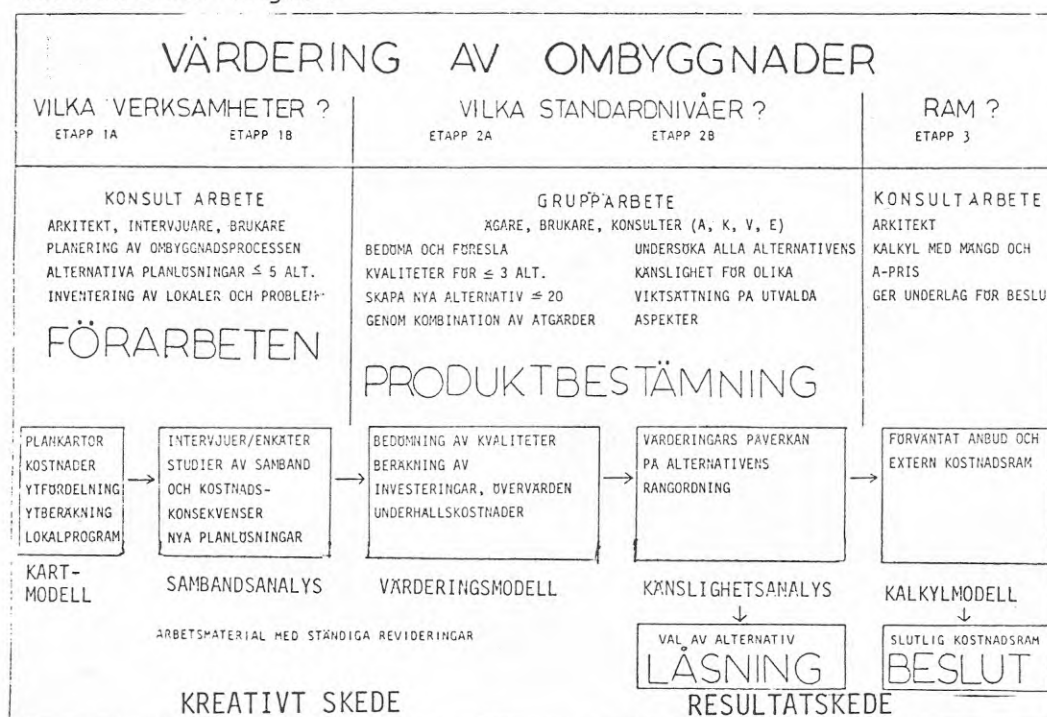 VÄRDERING AV OMBYGGNADER
VILKA VERKSAMHETER ?
ETAPP 1A ETAPP 1B
VILKA STANDARDNIVÅER ?
ETAPP 2A ETAPP 2B
RAM ?
ETAPP 3
KONSULT ARBETE
ARKITEKT, INTERVJUARE, BRUKARE
PLANERING AV OMBYGGNADSPROCESSEN
ALTERNATIVA PLANLÖSNINGAR ≤ 5 ALT.
INVENTERING AV LOKALER OCH PROBLEM
FÖRARBETEN
GRUPPARBETE
ÄGARE, BRUKARE, KONSULTER (A, K, V, E)
BEDÖMA OCH FÖRESLA
KVALITETER FÖR ≤ 3 ALT.
SKAPA NYA ALTERNATIV ≤ 20
GENOM KOMBINATION AV ATGÄRDER
UNDERSÖKA ALLA ALTERNATIVENS
KÄNSLIGHET FÖR OLIKA
VIKTSÄTTNING PA UTVALDA
ASPEKTER
PRODUKTBESTÄMNING
KONSULTARBETE
ARKITEKT
KALKYL MED MÄNGD OCH
A-PRIS
GER UNDERLAG FÖR BESLU
PLANKARTOR
KOSTNADER
YTFÖRDELNING
YTBERÄKNING
LOKALPROGRAM
KART-
MODELL
INTERVJUER/ENKÄTER
STUDIER AV SAMBAND
OCH KOSTNADS-
KONSEKVENSER
NYA PLANLÖSNINGAR
SAMBANDSANALYS
BEDÖMNING AV KVALITETER
BERÄKNING AV
INVESTERINGAR, ÖVERVÄRDEN
UNDERHALLSKOSTNADER
VÄRDERINGSMODELL
VÄRDERINGARS PAVERKAN
PA ALTERNATIVENS
RANGORDNING
KÄNSLIGHETSANALYS
FÖRVÄNTAT ANBUD OCH
EXTERN KOSTNADSRAM
KALKYLMODELL
ARBETSMATERIAL MED STÄNDIGA REVIDERINGAR
VAL AV ALTERNATIV
LÅSNING
SLUTLIG KOSTNADSRAM
BESLUT
KREATIVT SKEDE
RESULTATSKEDE